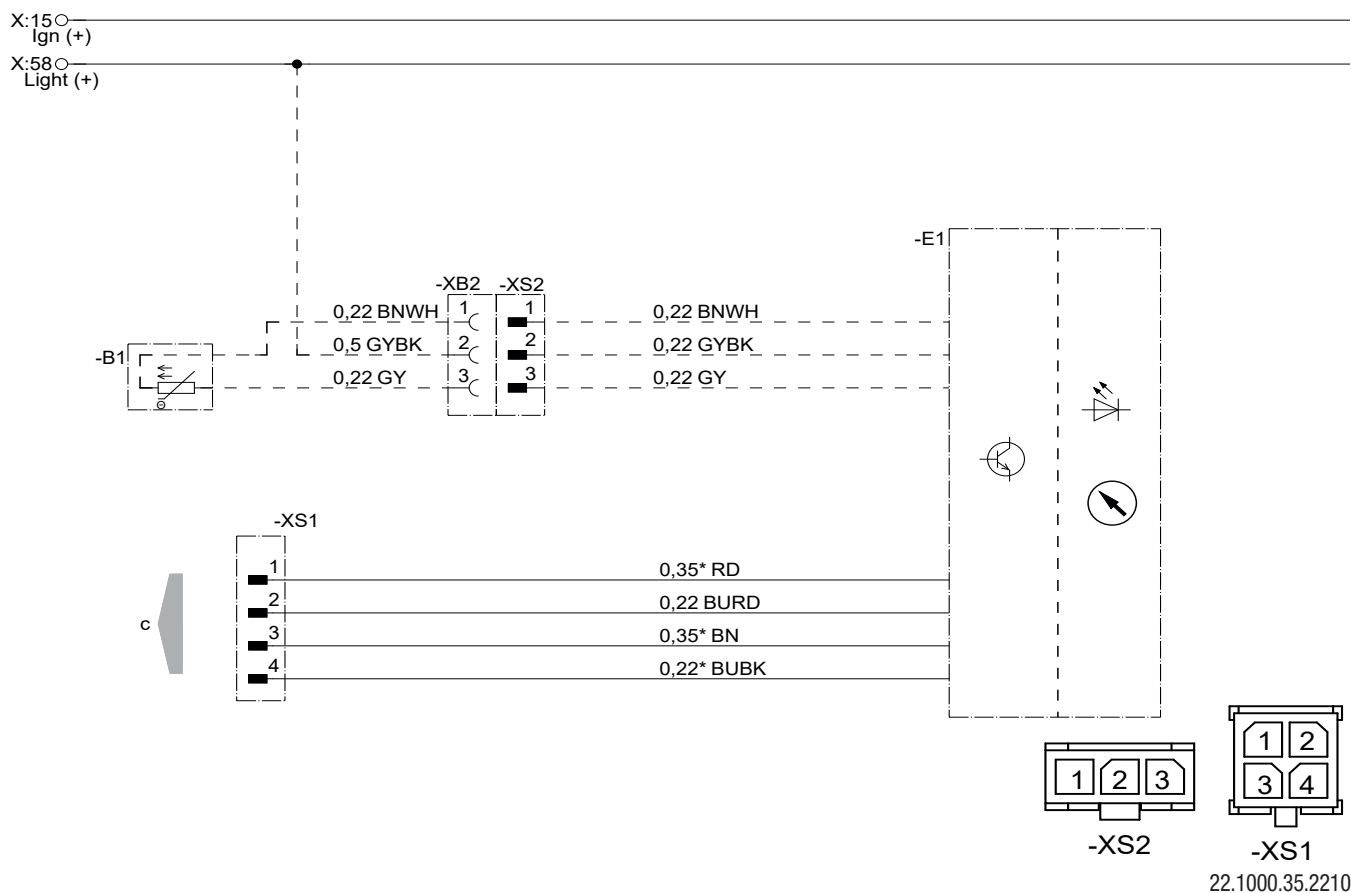 X:15
Ign (+)
X:58
Light (+)
-E1
-XB2 -XS2
0,22 BNWH 1 1 0,22 BNWH
-B1 0,5 GYBK 2 2 0,22 GYBK
0,22 GY 3 3 0,22 GY
Θ
-XS1
1 0,35* RD
2 0,22 BURD
c
3 0,35* BN
4 0,22* BUBK
1 2 3
-XS2
1 2
3 4
-XS1
22.1000.35.2210